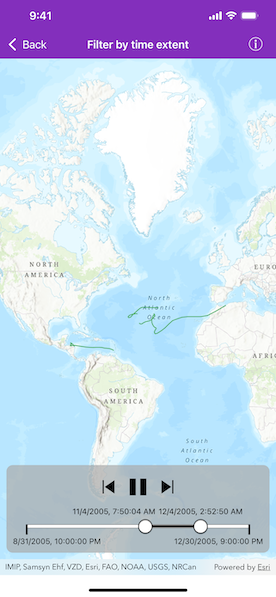 9:41
Back
Filter by time extent
NORTH
AMERICA
EURO
North
Atlantic
Ocean
AFRI
SOUTH
AMERICA
South
Atlantic
Ocean
11/4/2005, 7:50:04 AM 12/4/2005, 2:52:50 AM
8/31/2005, 10:00:00 PM 12/30/2005, 9:00:00 PM
IMIP, Samsyn Ehf, VZD, Esri, FAO, NOAA, USGS, NRCan Powered by Esri